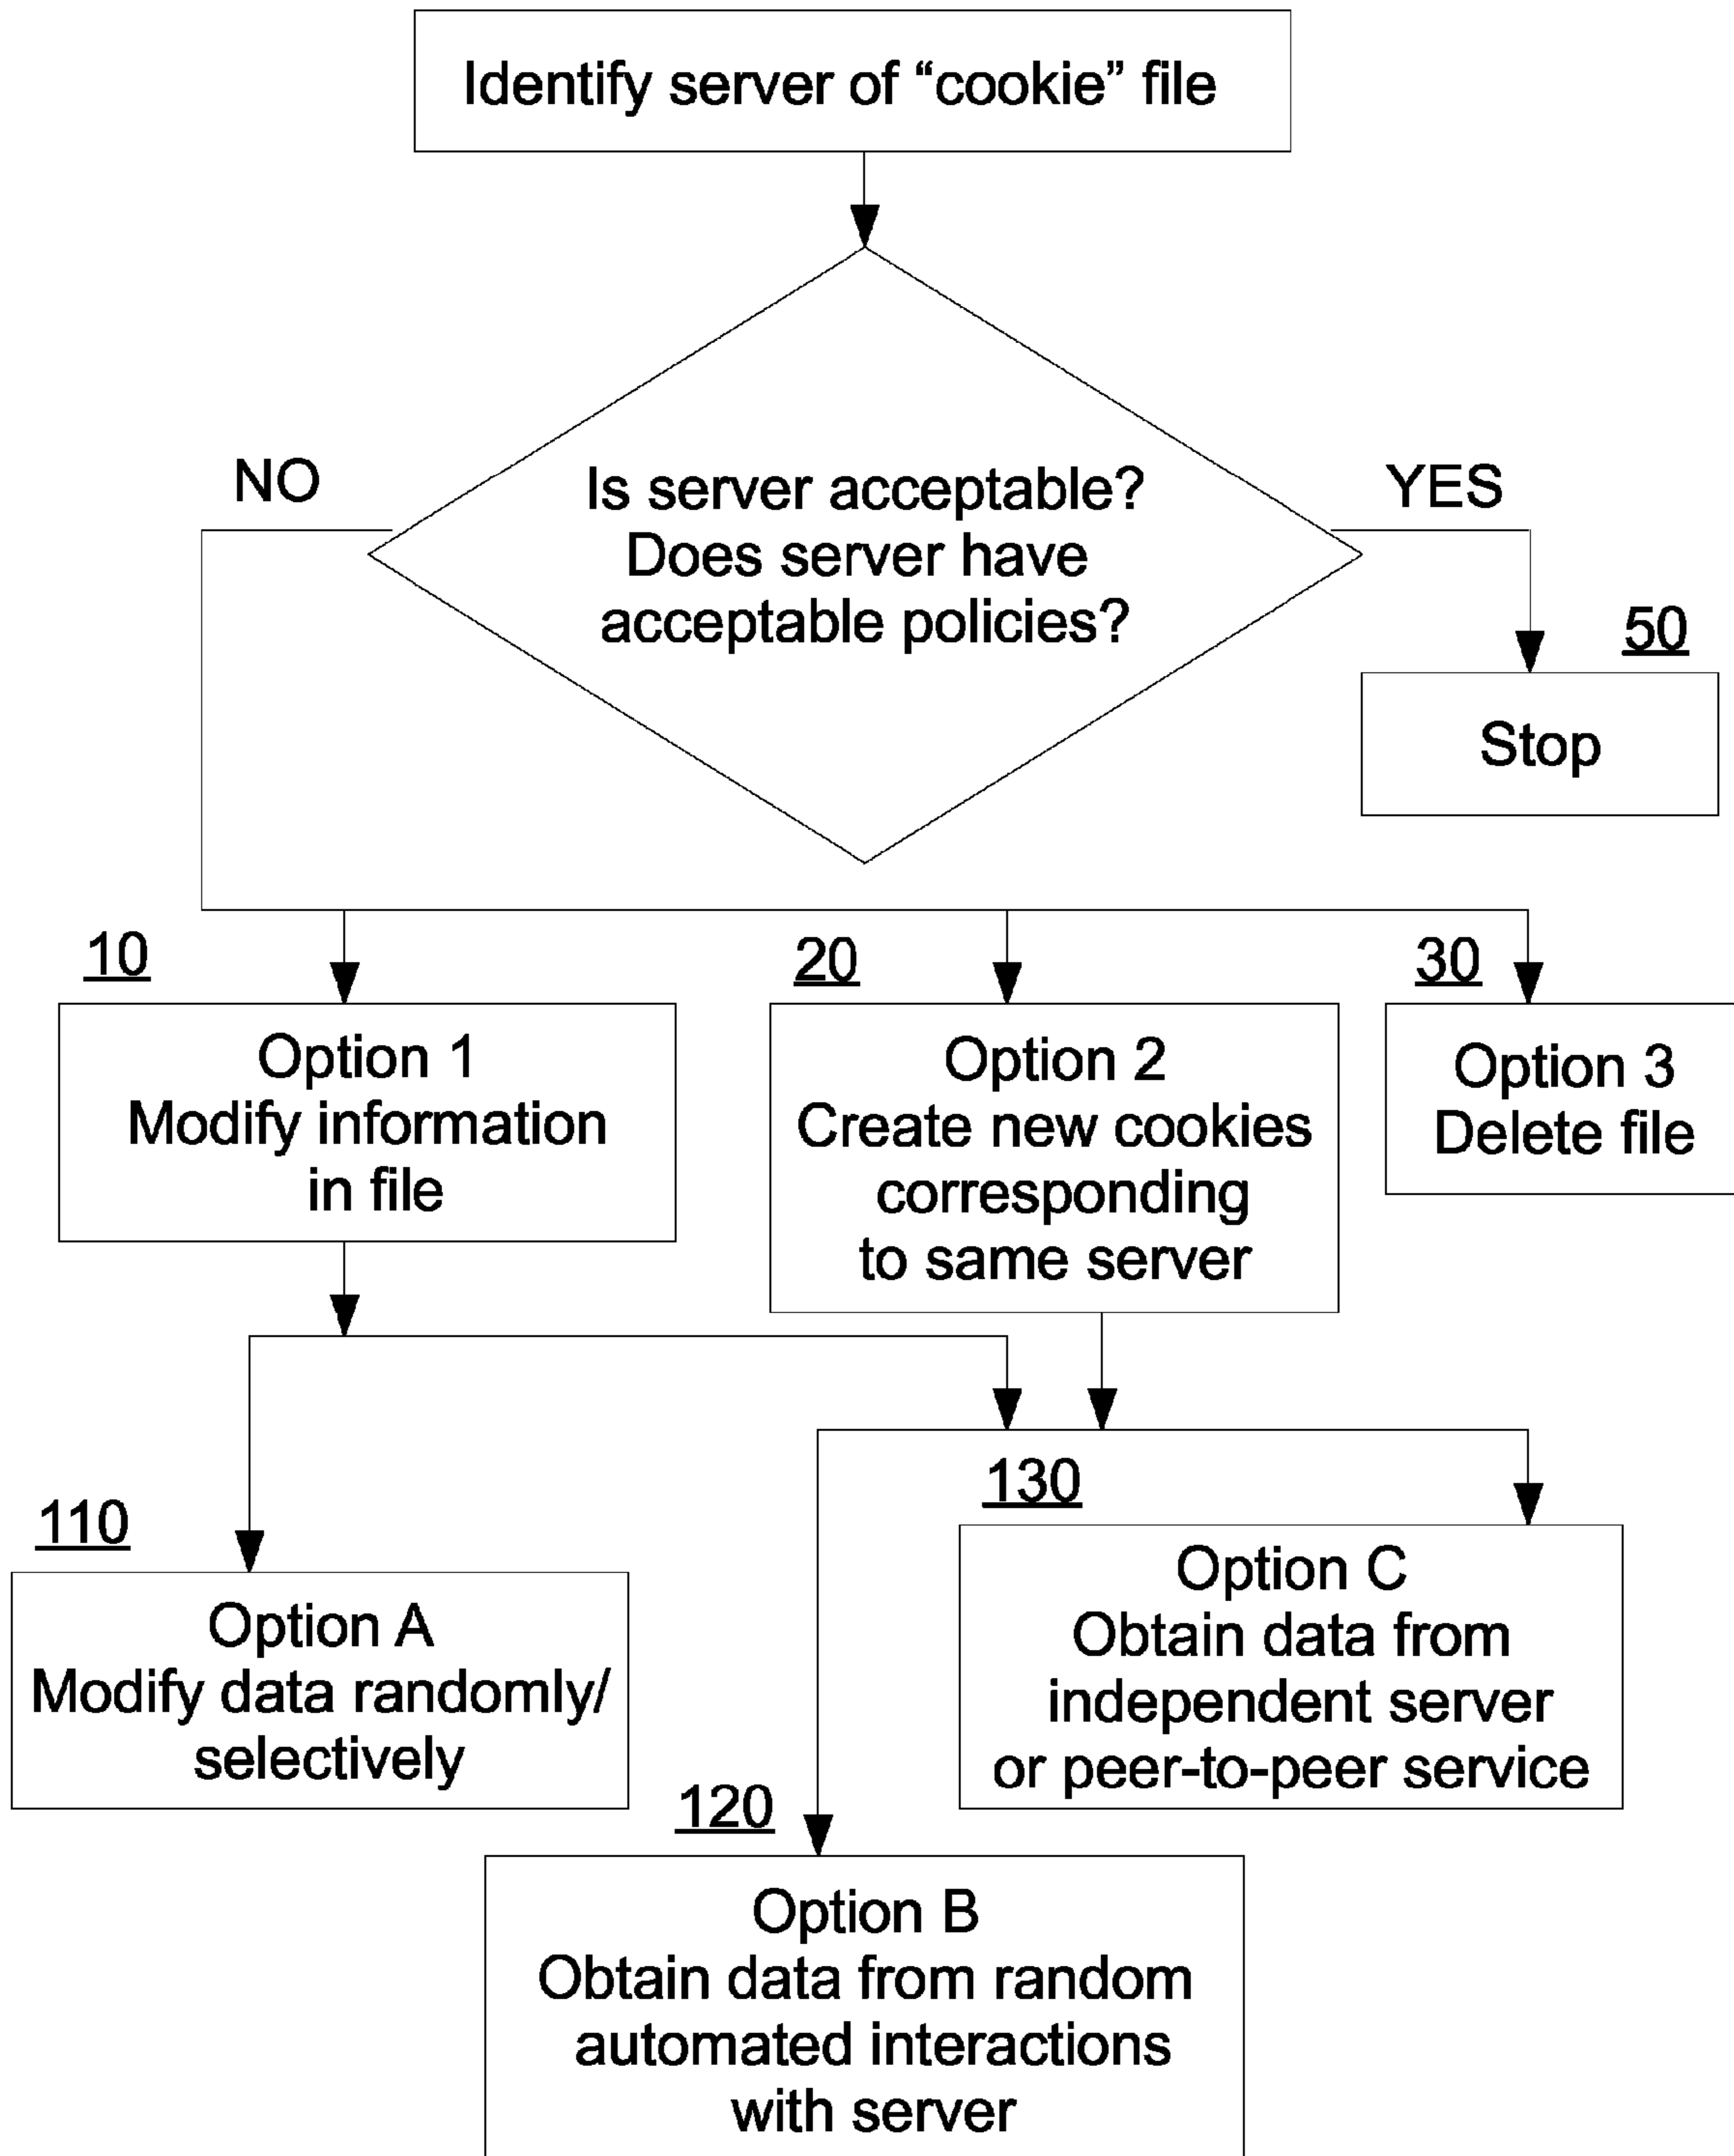 Identify server of “cookie” file
NO
Is server acceptable?
Does server have
acceptable policies?
YES
50
Stop
10
Option 1
Modify information
in file
20
Option 2
Create new cookies
corresponding
to same server
30
Option 3
Delete file
110
Option A
Modify data randomly/
selectively
130
Option C
Obtain data from
independent server
or peer-to-peer service
120
Option B
Obtain data from random
automated interactions
with server